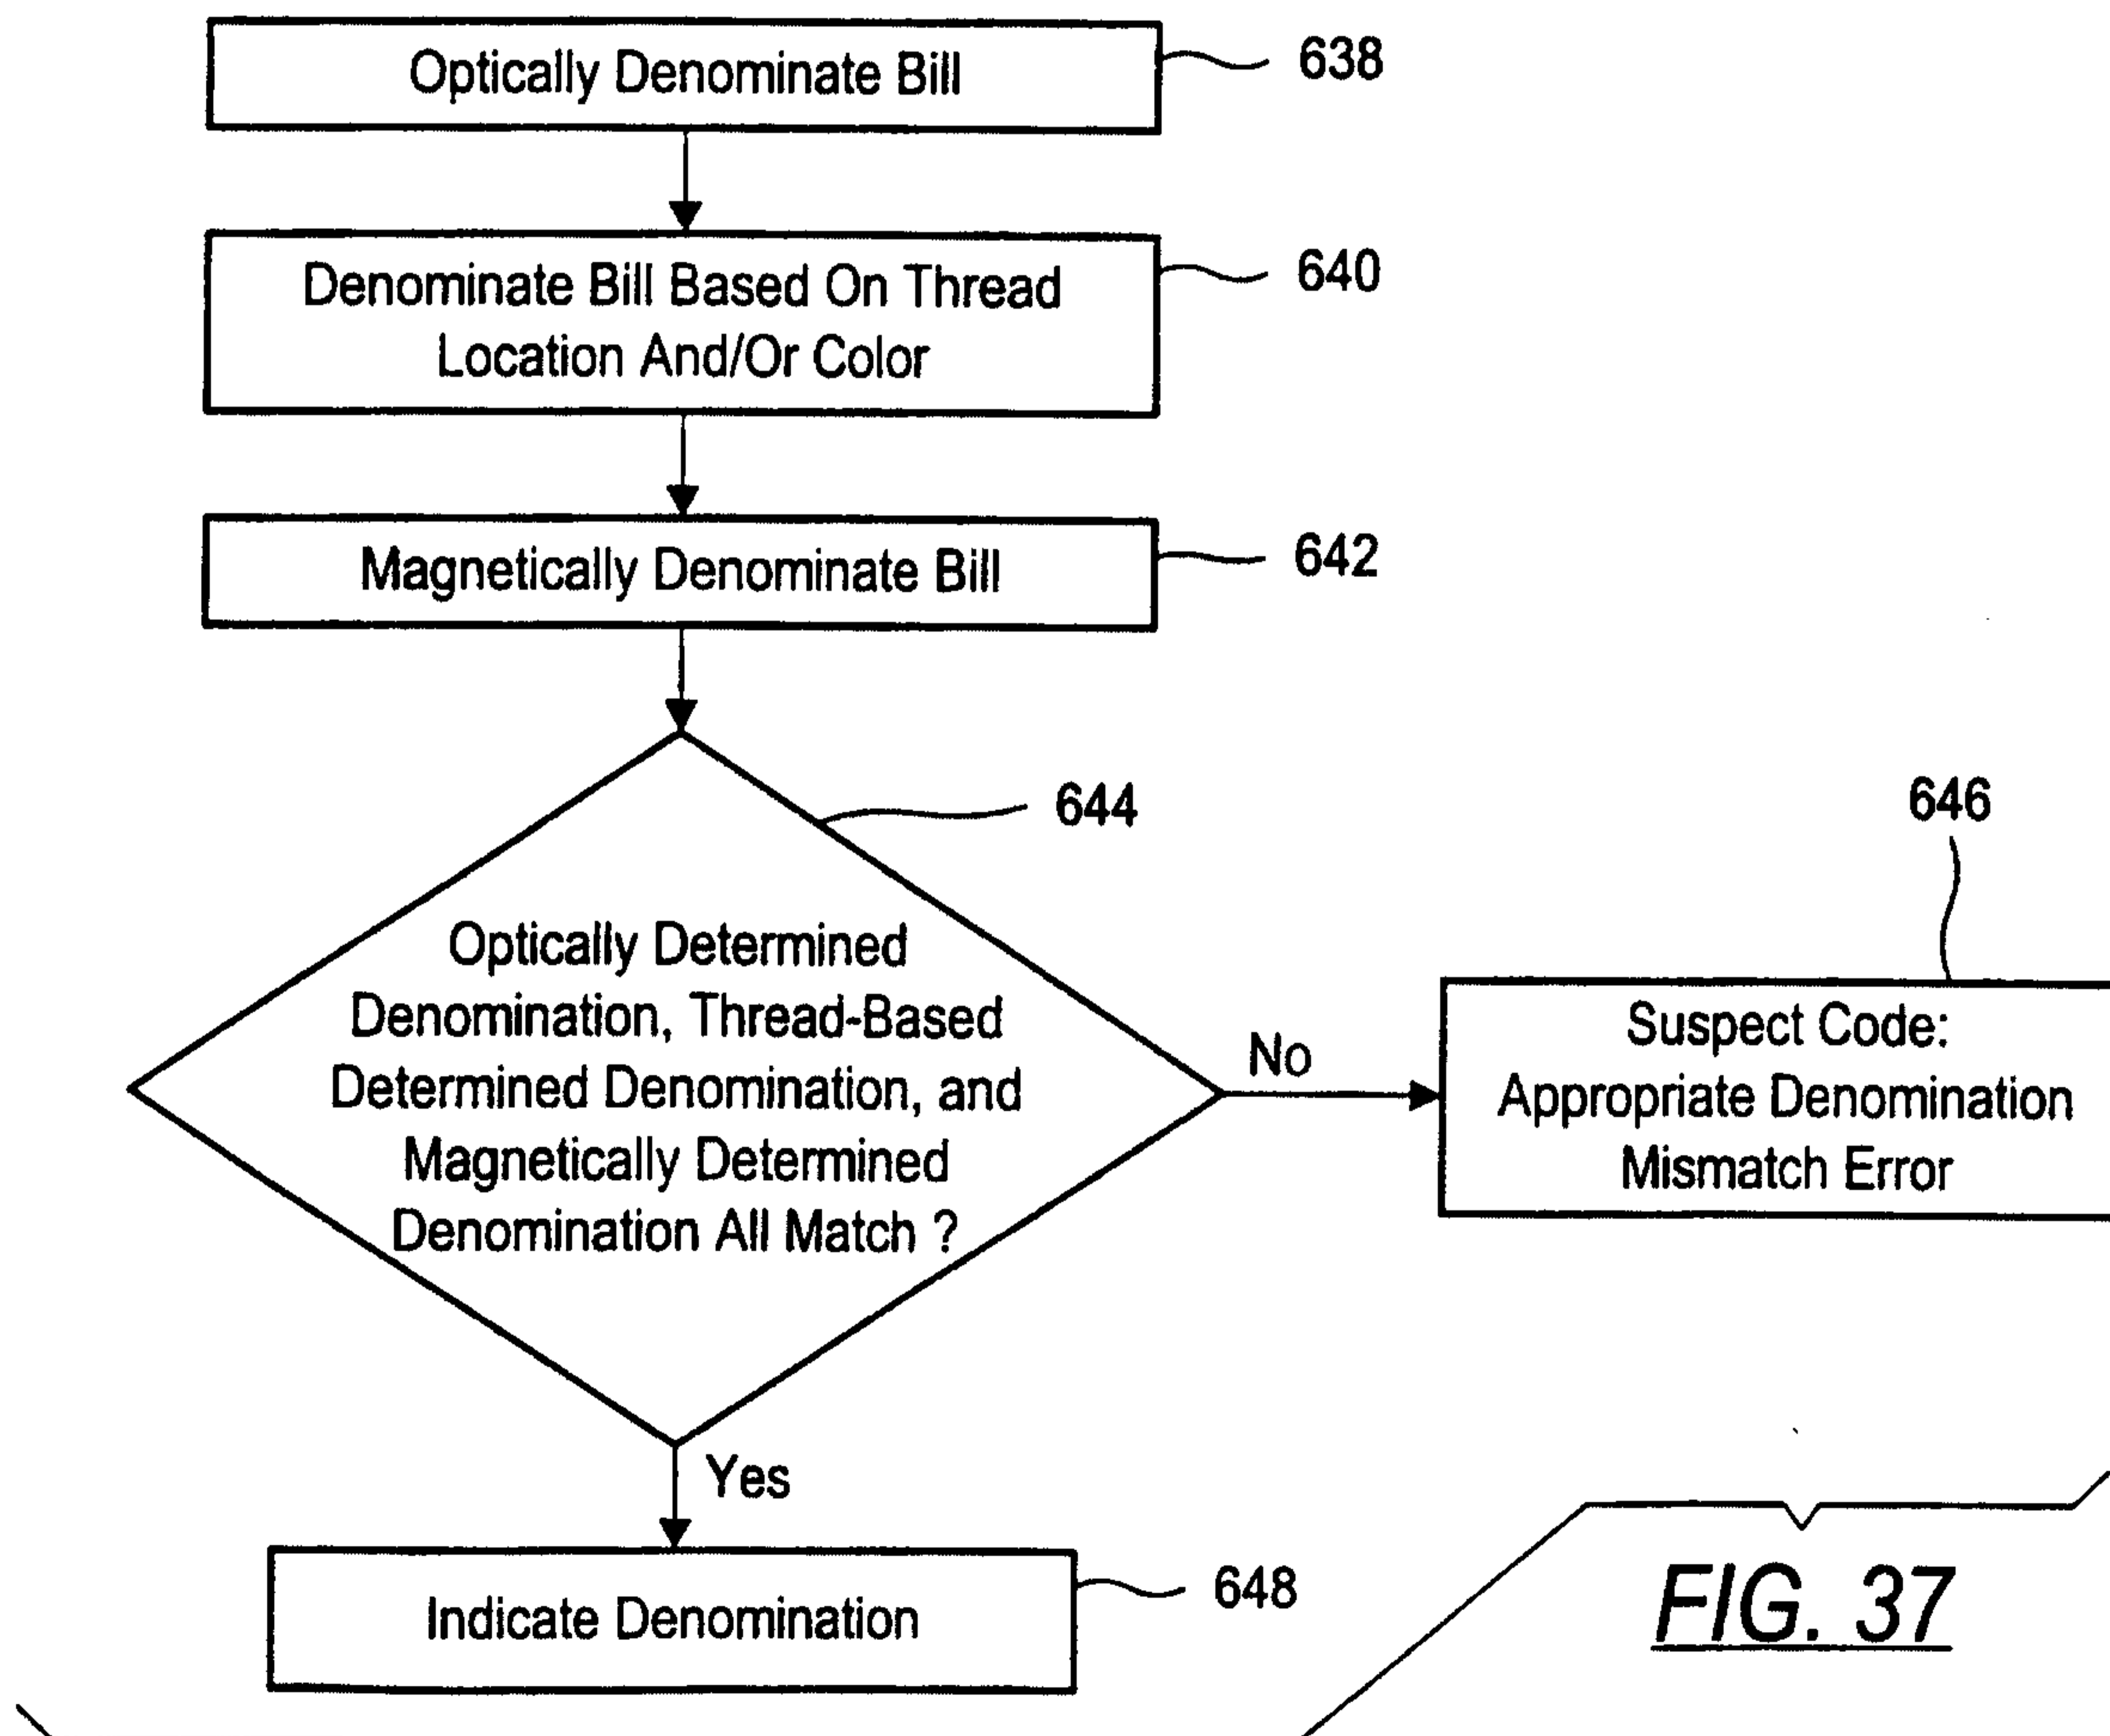 Optically Denominate Bill
638
Denominate Bill Based On Thread
Location And/Or Color
640
Magnetically Denominate Bill
642
644
Optically Determined
Denomination, Thread-Based
Determined Denomination, and
Magnetically Determined
Denomination All Match ?
646
No
Suspect Code:
Appropriate Denomination
Mismatch Error
Yes
Indicate Denomination
648
FIG. 37